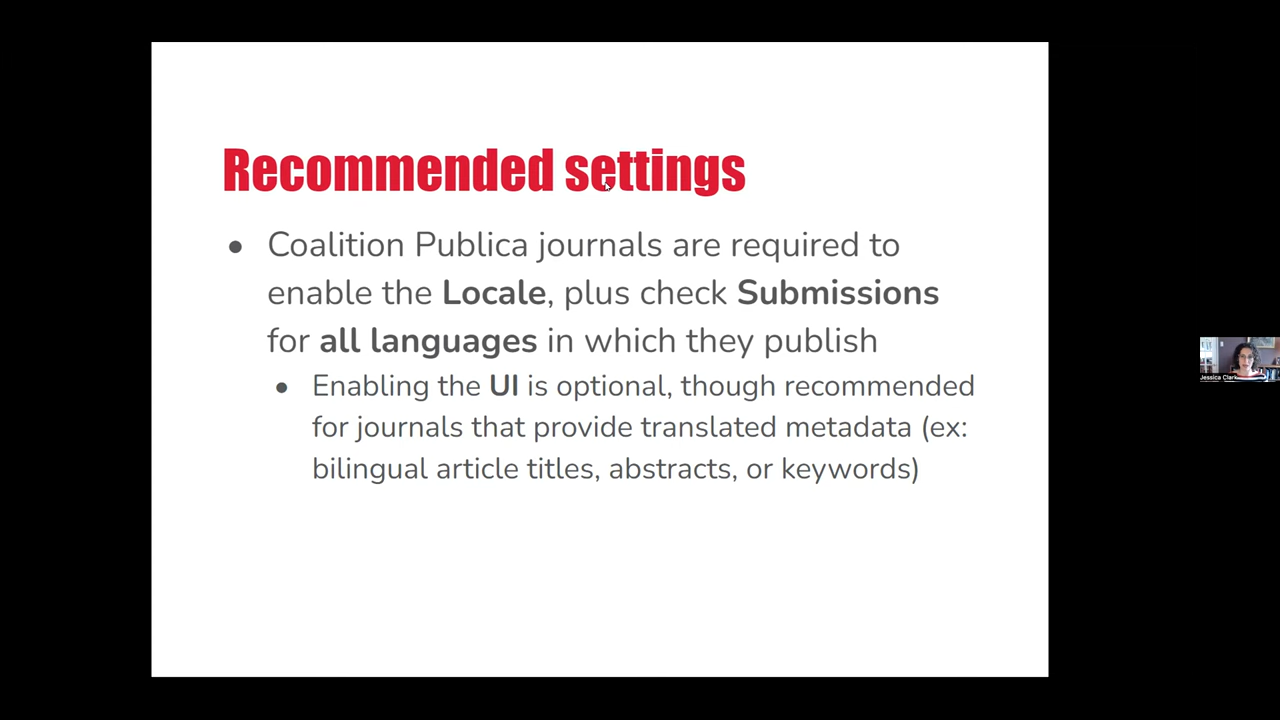 Recommended settings
● Coalition Publica journals are required to
enable the Locale, plus check Submissions
for all languages in which they publish
● Enabling the UI is optional, though recommended
for journals that provide translated metadata (ex:
bilingual article titles, abstracts, or keywords)
Jessica Clark